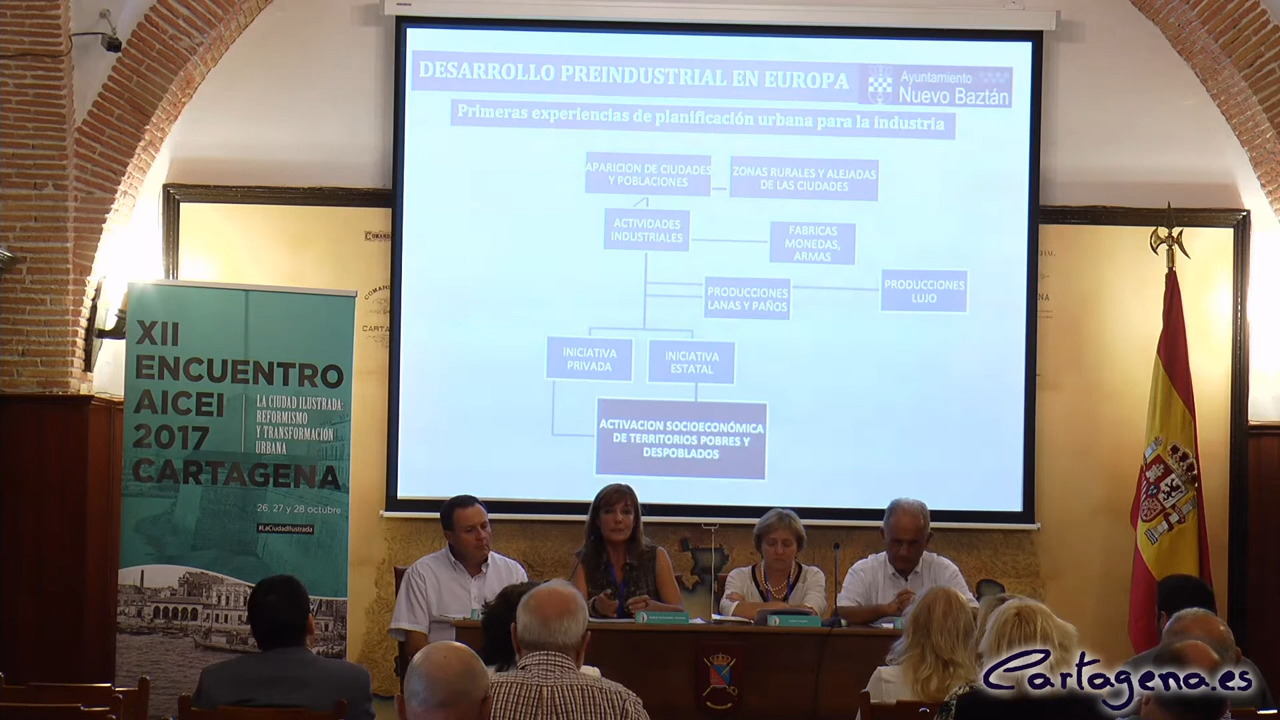 DESARROLLO PREINDUSTRIAL EN EUROPA
Ayuntamiento
Nuevo Baztán
Primeras experiencias de planificación urbana para la industria
APARICION DE CIUDADES
Y POBLACIONES
ZONAS RURALES Y ALEJADAS
DE LAS CIUDADES
ACTIVIDADES
INDUSTRIALES
FABRICAS
MONEDAS,
ARMAS
PRODUCCIONES
LANAS Y PAÑOS
PRODUCCIONES
LUJO
INICIATIVA
PRIVADA
INICIATIVA
ESTATAL
ACTIVACION SOCIOECONÓMICA
DE TERRITORIOS POBRES Y
DESPOBLADOS
XII
ENCUENTRO
AICEI
2017
CARTAGENA
LA CIUDAD ILUSTRADA:
REFORMISMO
Y TRANSFORMACIÓN
URBANA
26, 27 y 28 octubre
#LaCiudadIlustrada
Cartagena.es